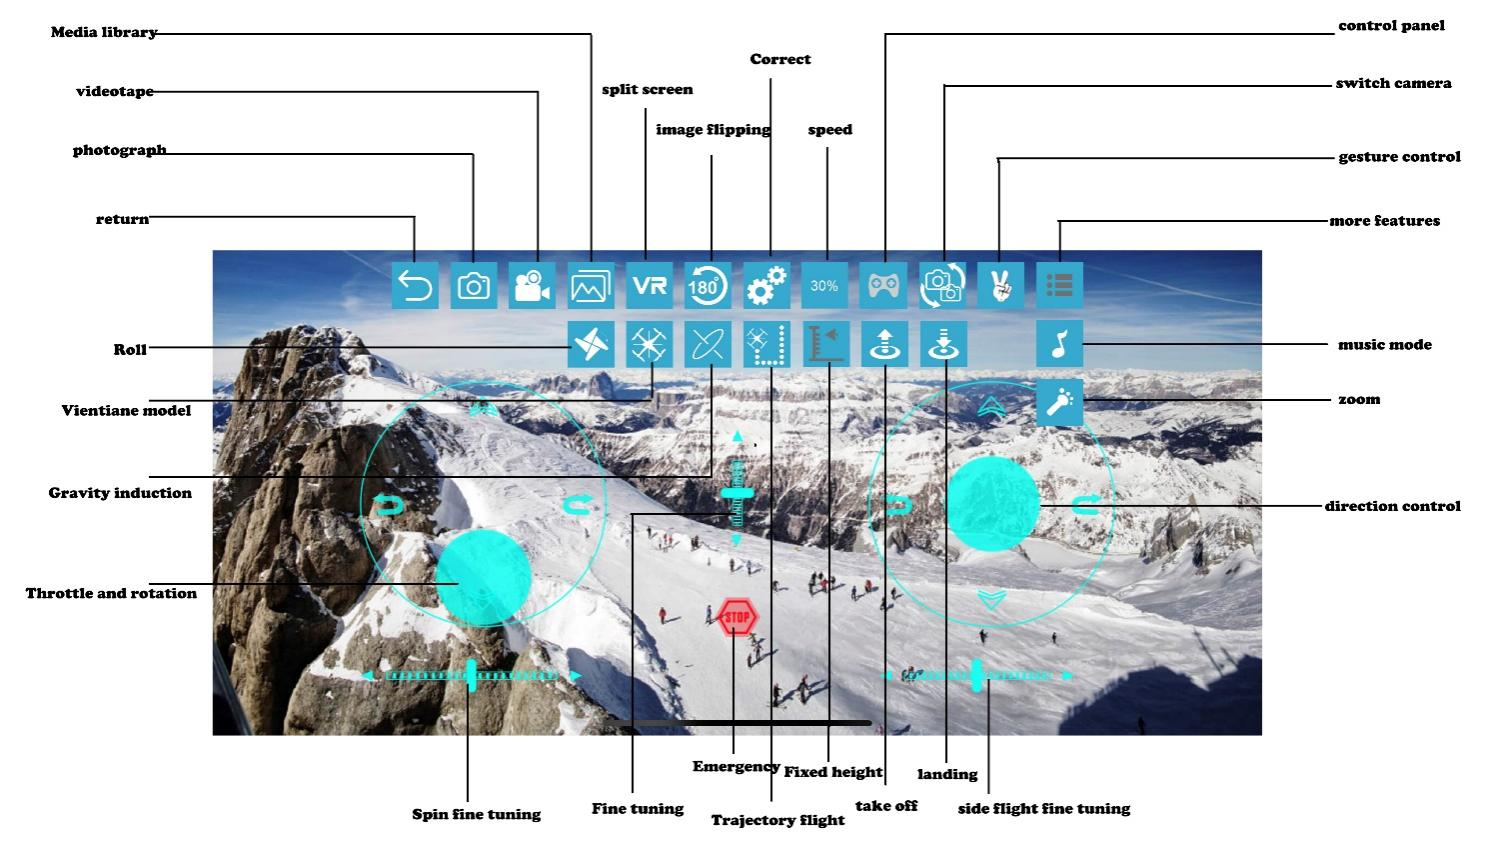 control panel
Media library
Correct
switch camera
videotape
split screen
image flipping
speed
photograph
gesture control
return
more features
VR
180°
30%
Roll
music mode
Vientiane model
zoom
Gravity induction
direction control
Throttle and rotation
STOP
Emergency
Fixed height
landing
Spin fine tuning
Fine tuning
Trajectory flight
take off
side flight fine tuning